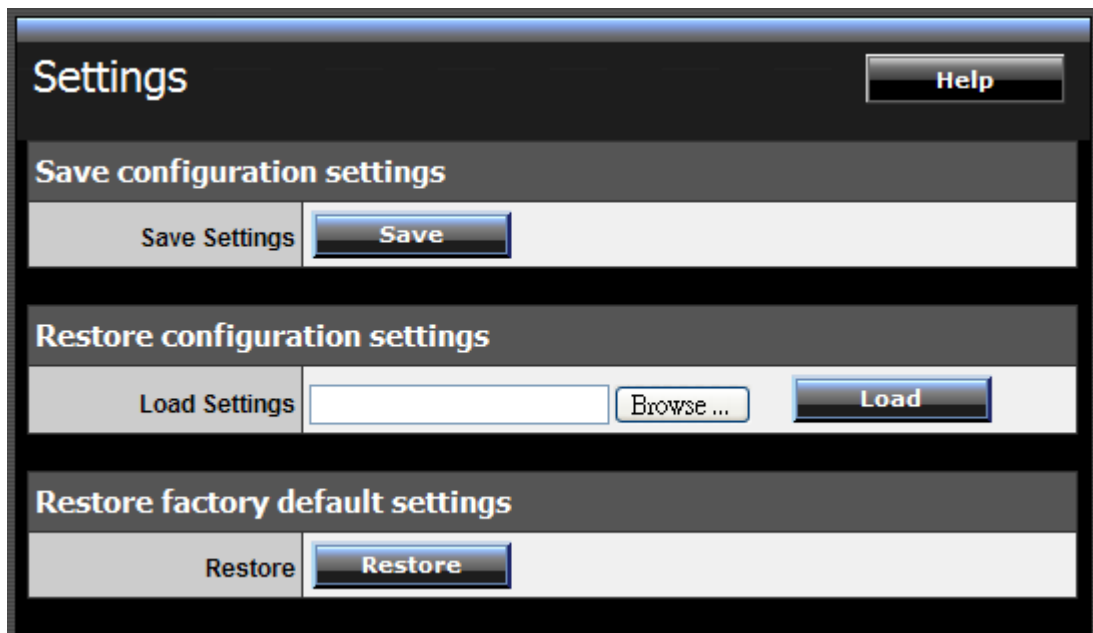 Settings
Help
Save configuration settings
Save Settings Save
Restore configuration settings
Load Settings Browse ... Load
Restore factory default settings
Restore Restore